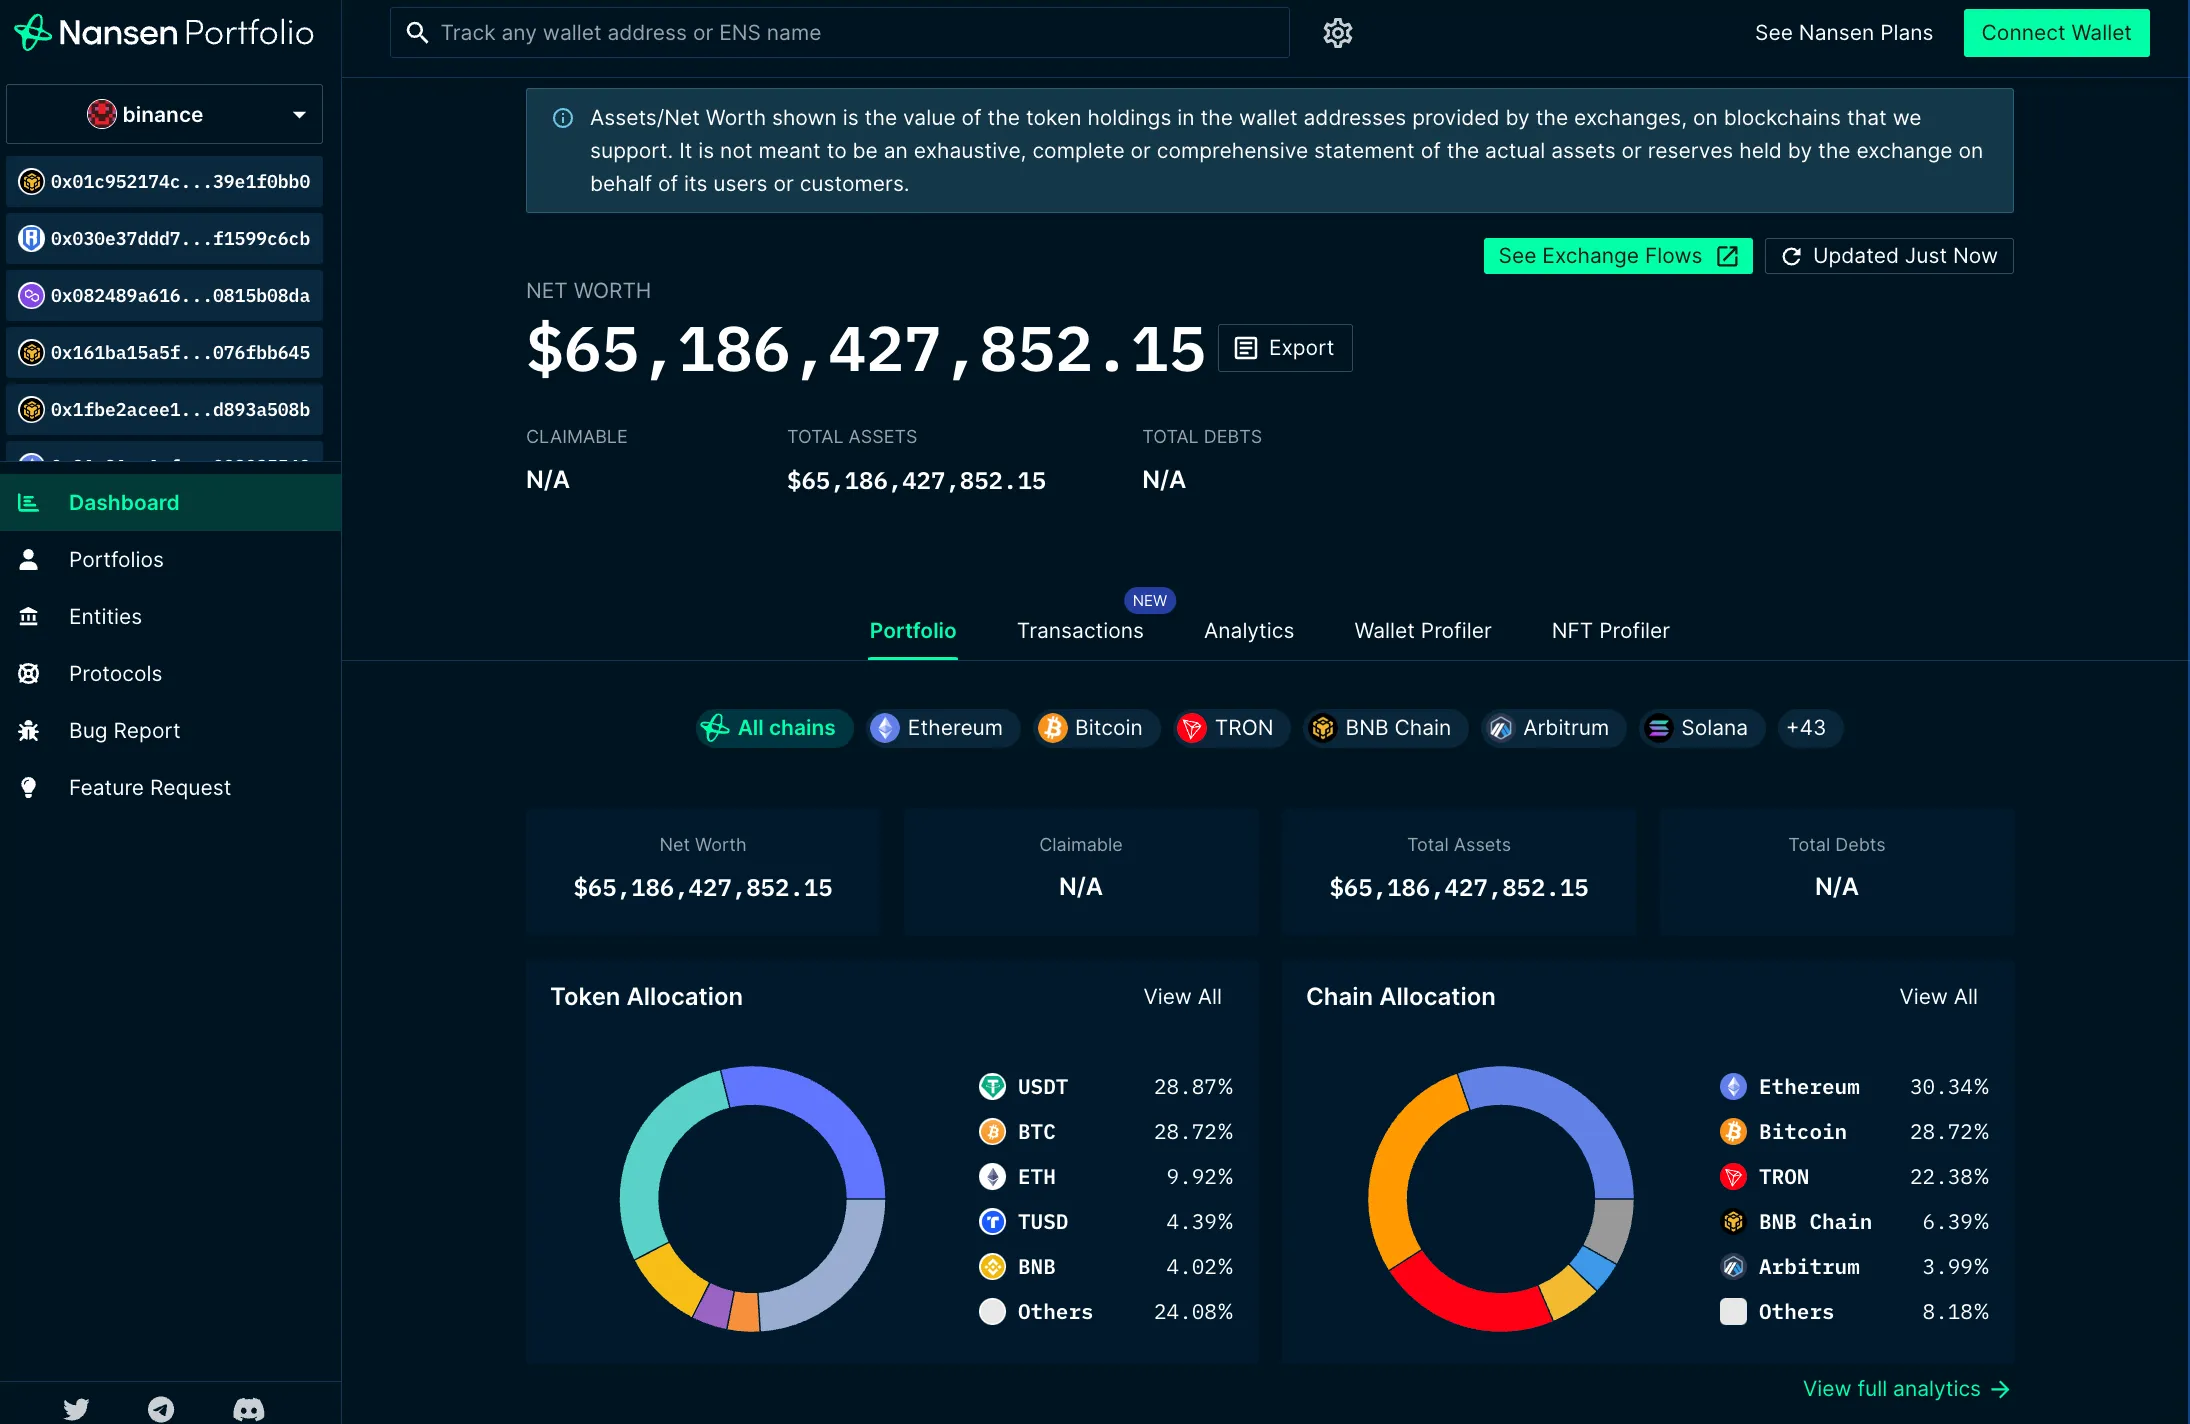 Nansen Portfolio
Track any wallet address or ENS name
See Nansen Plans
Connect Wallet
binance
0x01c952174c...39e1f0bb0
0x030e37ddd7...f1599c6cb
0x082489a616...0815b08da
0x161ba15a5f...076fbb645
0x1fbe2acee1...d893a508b
Dashboard
Portfolios
Entities
Protocols
Bug Report
Feature Request
Assets/Net Worth shown is the value of the token holdings in the wallet addresses provided by the exchanges, on blockchains that we
support. It is not meant to be an exhaustive, complete or comprehensive statement of the actual assets or reserves held by the exchange on
behalf of its users or customers.
See Exchange Flows
Updated Just Now
NET WORTH
$65,186,427,852.15
Export
CLAIMABLE
N/A
TOTAL ASSETS
$65,186,427,852.15
TOTAL DEBTS
N/A
NEW
Portfolio
Transactions
Analytics
Wallet Profiler
NFT Profiler
All chains
Ethereum
Bitcoin
TRON
BNB Chain
Arbitrum
Solana
+43
Net Worth
$65,186,427,852.15
Claimable
N/A
Total Assets
$65,186,427,852.15
Total Debts
N/A
Token Allocation
View All
USDT 28.87%
BTC 28.72%
ETH 9.92%
TUSD 4.39%
BNB 4.02%
Others 24.08%
Chain Allocation
View All
Ethereum 30.34%
Bitcoin 28.72%
TRON 22.38%
BNB Chain 6.39%
Arbitrum 3.99%
Others 8.18%
View full analytics